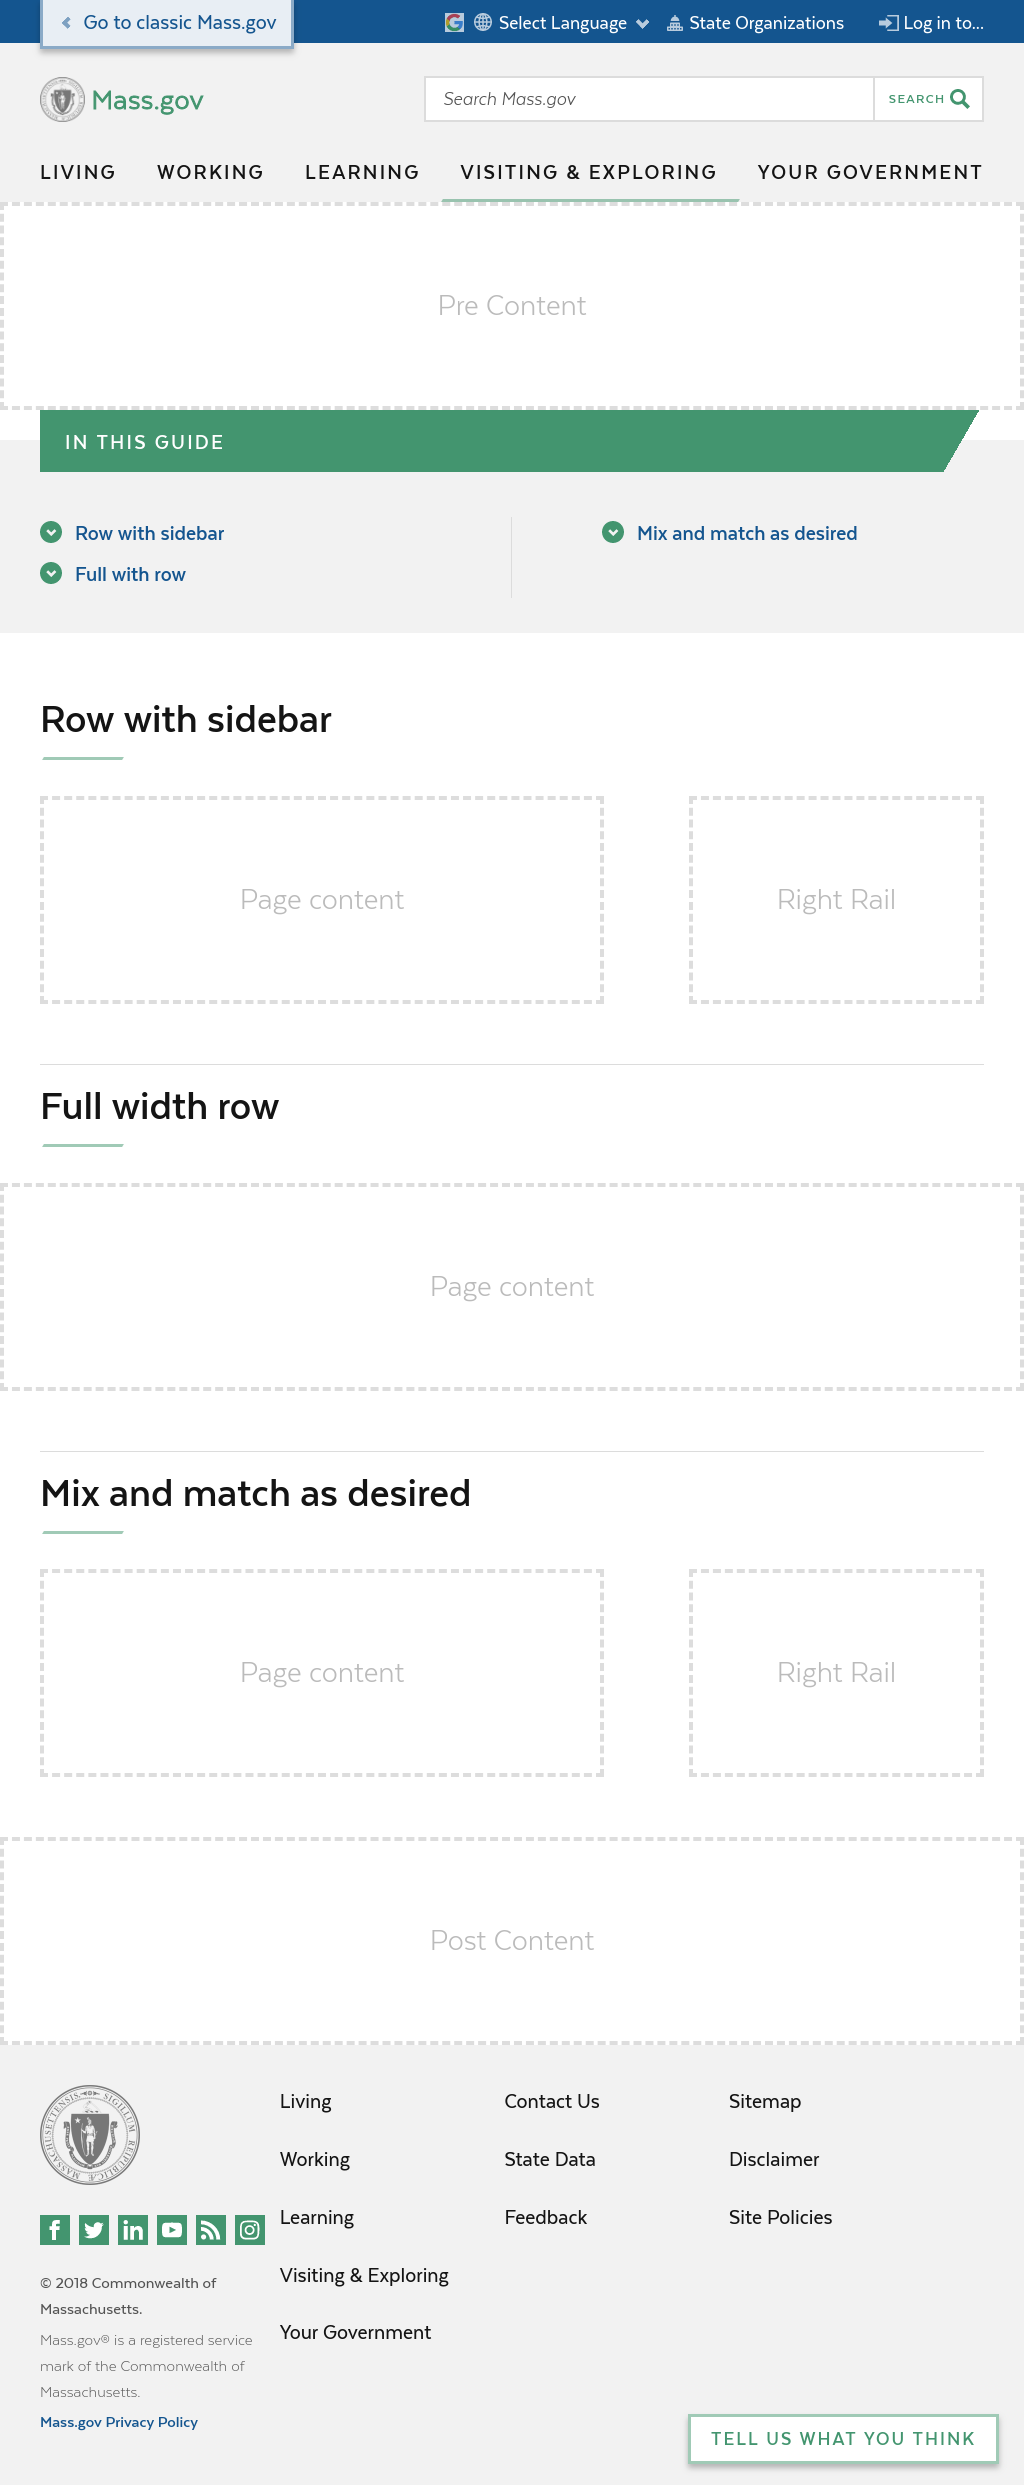 Go to classic Mass.gov
Select Language
State Organizations
Log in to...
Mass.gov
Search Mass.gov
SEARCH
LIVING
WORKING
LEARNING
VISITING & EXPLORING
YOUR GOVERNMENT
Pre Content
IN THIS GUIDE
Row with sidebar
Full with row
Mix and match as desired
Row with sidebar
Page content
Right Rail
Full width row
Page content
Mix and match as desired
Page content
Right Rail
Post Content
Living
Working
Learning
Visiting & Exploring
Your Government
Contact Us
State Data
Feedback
Sitemap
Disclaimer
Site Policies
© 2018 Commonwealth of
Massachusetts.
Mass.gov® is a registered service
mark of the Commonwealth of
Massachusetts.
Mass.gov Privacy Policy
TELL US WHAT YOU THINK